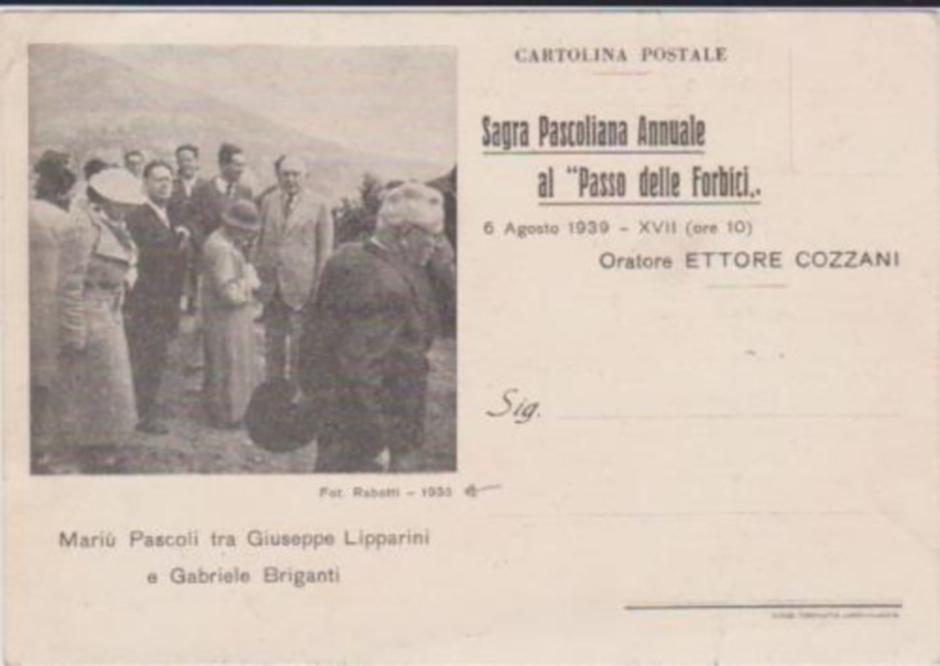 CARTOLINA POSTALE
Sagra Pascoliana Annuale
al "Passo delle Forbici„.
6 Agosto 1939 - XVII (ore 10)
Oratore ETTORE COZZANI
Sig.
Fot. Rabotti -
Mariù Pascoli tra Giuseppe Lipparini
e Gabriele Briganti